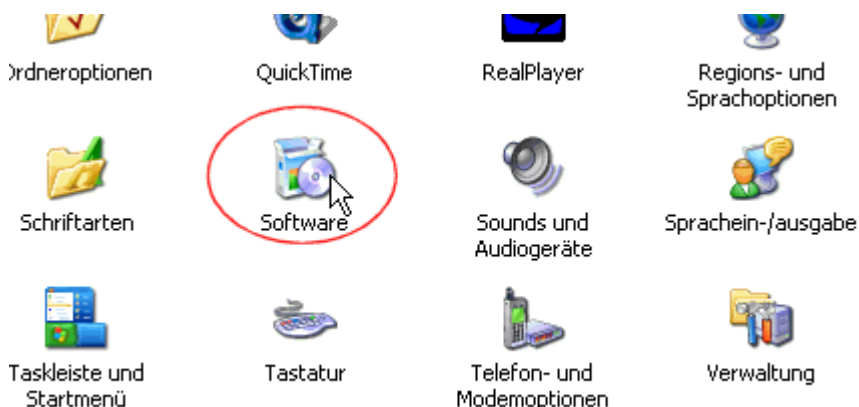 Ordneroptionen QuickTime RealPlayer Regions- und
Sprachoptionen
Schriftarten Software Sounds und Sprachein-/ausgabe
Audiogeräte
Taskleiste und Tastatur Telefon- und Verwaltung
Startmenü Modemoptionen